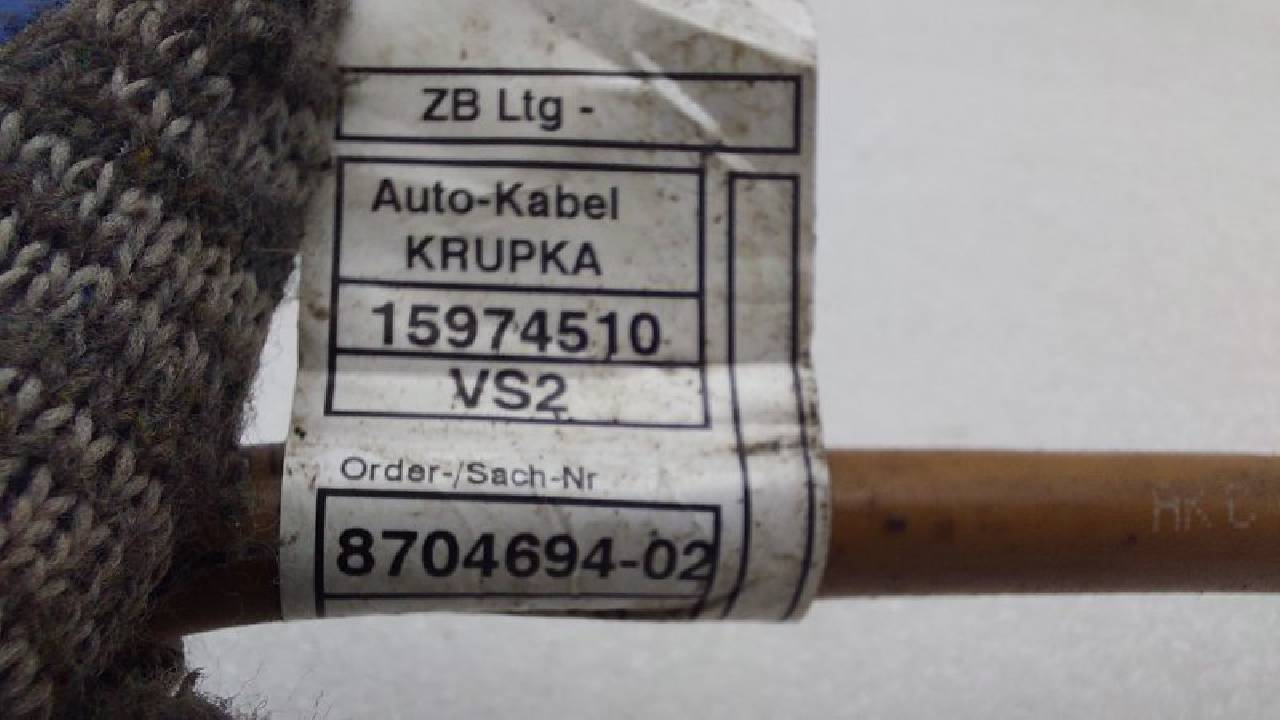 ZB Ltg -
Auto-Kabel
KRUPKA
15974510
VS2
Order-/Sach-Nr
8704694-02